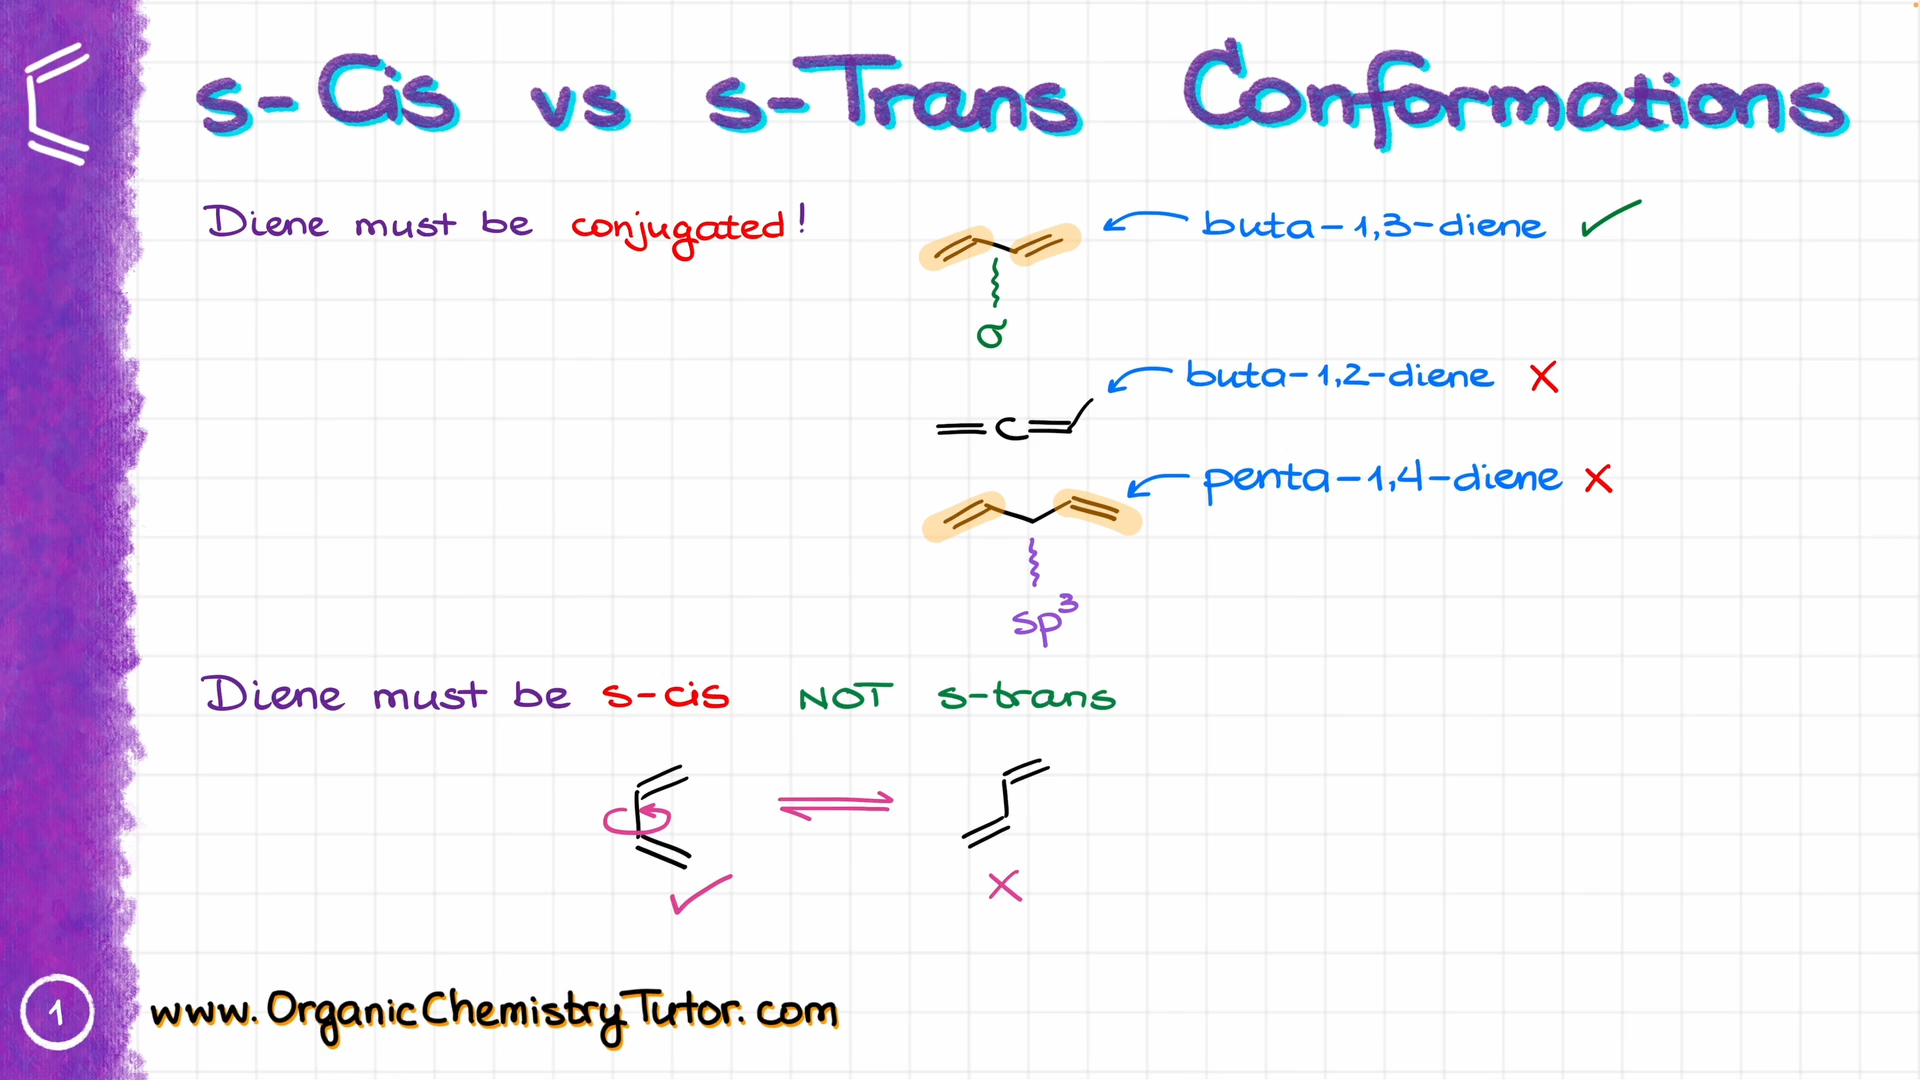 s-Cis vs s-Trans Conformations
Diene must be conjugated!
buta-1,3-diene ✓
σ
buta-1,2-diene X
C
penta-1,4-diene X
sp³
Diene must be s-cis NOT s-trans
✓ X
1
www.OrganicChemistryTutor.com